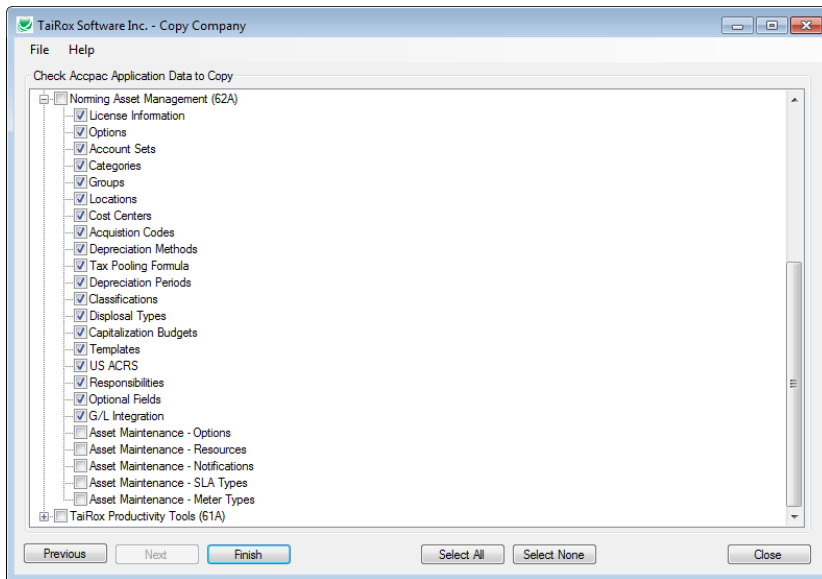 TaiRox Software Inc. - Copy Company
File Help
Check Accpac Application Data to Copy
Norming Asset Management (62A)
License Information
Options
Account Sets
Categories
Groups
Locations
Cost Centers
Acquistion Codes
Depreciation Methods
Tax Pooling Formula
Depreciation Periods
Classifications
Displosal Types
Capitalization Budgets
Templates
US ACRS
Responsibilities
Optional Fields
G/L Integration
Asset Maintenance - Options
Asset Maintenance - Resources
Asset Maintenance - Notifications
Asset Maintenance - SLA Types
Asset Maintenance - Meter Types
TaiRox Productivity Tools (61A)
Previous Next Finish Select All Select None Close